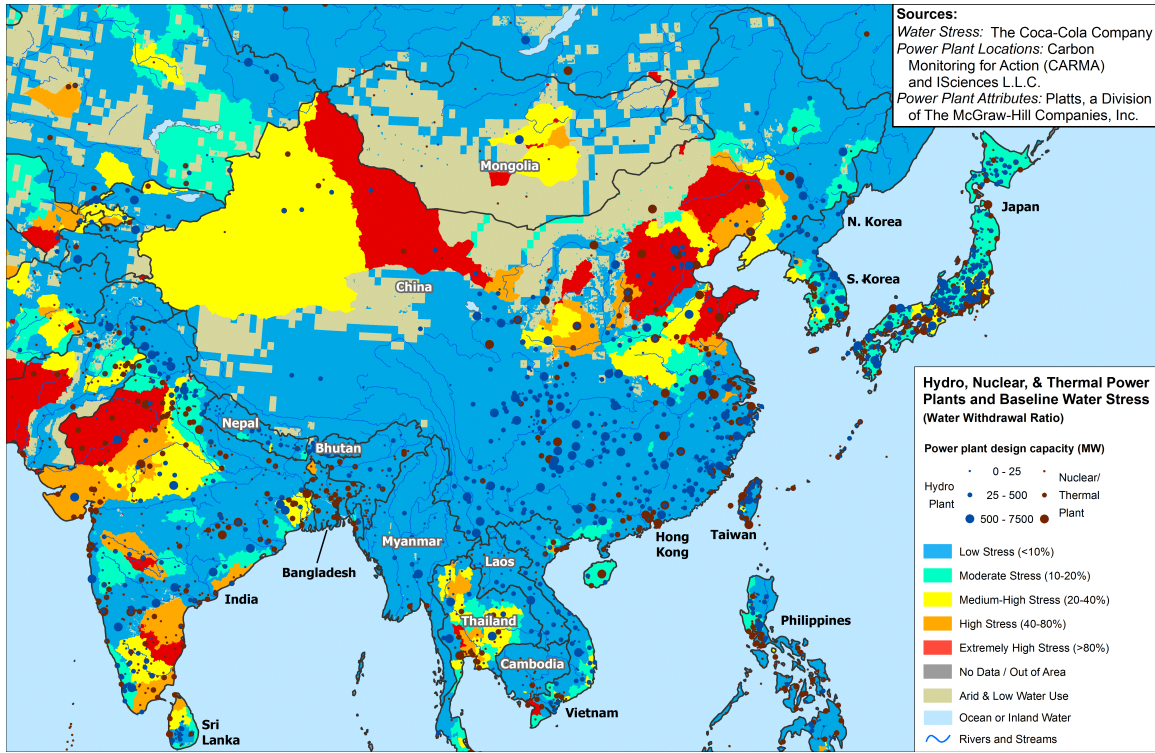 Sources:
Water Stress: The Coca-Cola Company
Power Plant Locations: Carbon
Monitoring for Action (CARMA)
and ISciences L.L.C.
Power Plant Attributes: Platts, a Division
of The McGraw-Hill Companies, Inc.
Mongolia
Japan
N. Korea
S. Korea
China
Nepal
Bhutan
Myanmar
Bangladesh
India
Laos
Hong
Kong
Taiwan
Thailand
Cambodia
Vietnam
Philippines
Sri
Lanka
Hydro, Nuclear, & Thermal Power
Plants and Baseline Water Stress
(Water Withdrawal Ratio)
Power plant design capacity (MW)
Hydro
Plant
0 - 25
25 - 500
500 - 7500
Nuclear/
Thermal
Plant
Low Stress (<10%)
Moderate Stress (10-20%)
Medium-High Stress (20-40%)
High Stress (40-80%)
Extremely High Stress (>80%)
No Data / Out of Area
Arid & Low Water Use
Ocean or Inland Water
Rivers and Streams